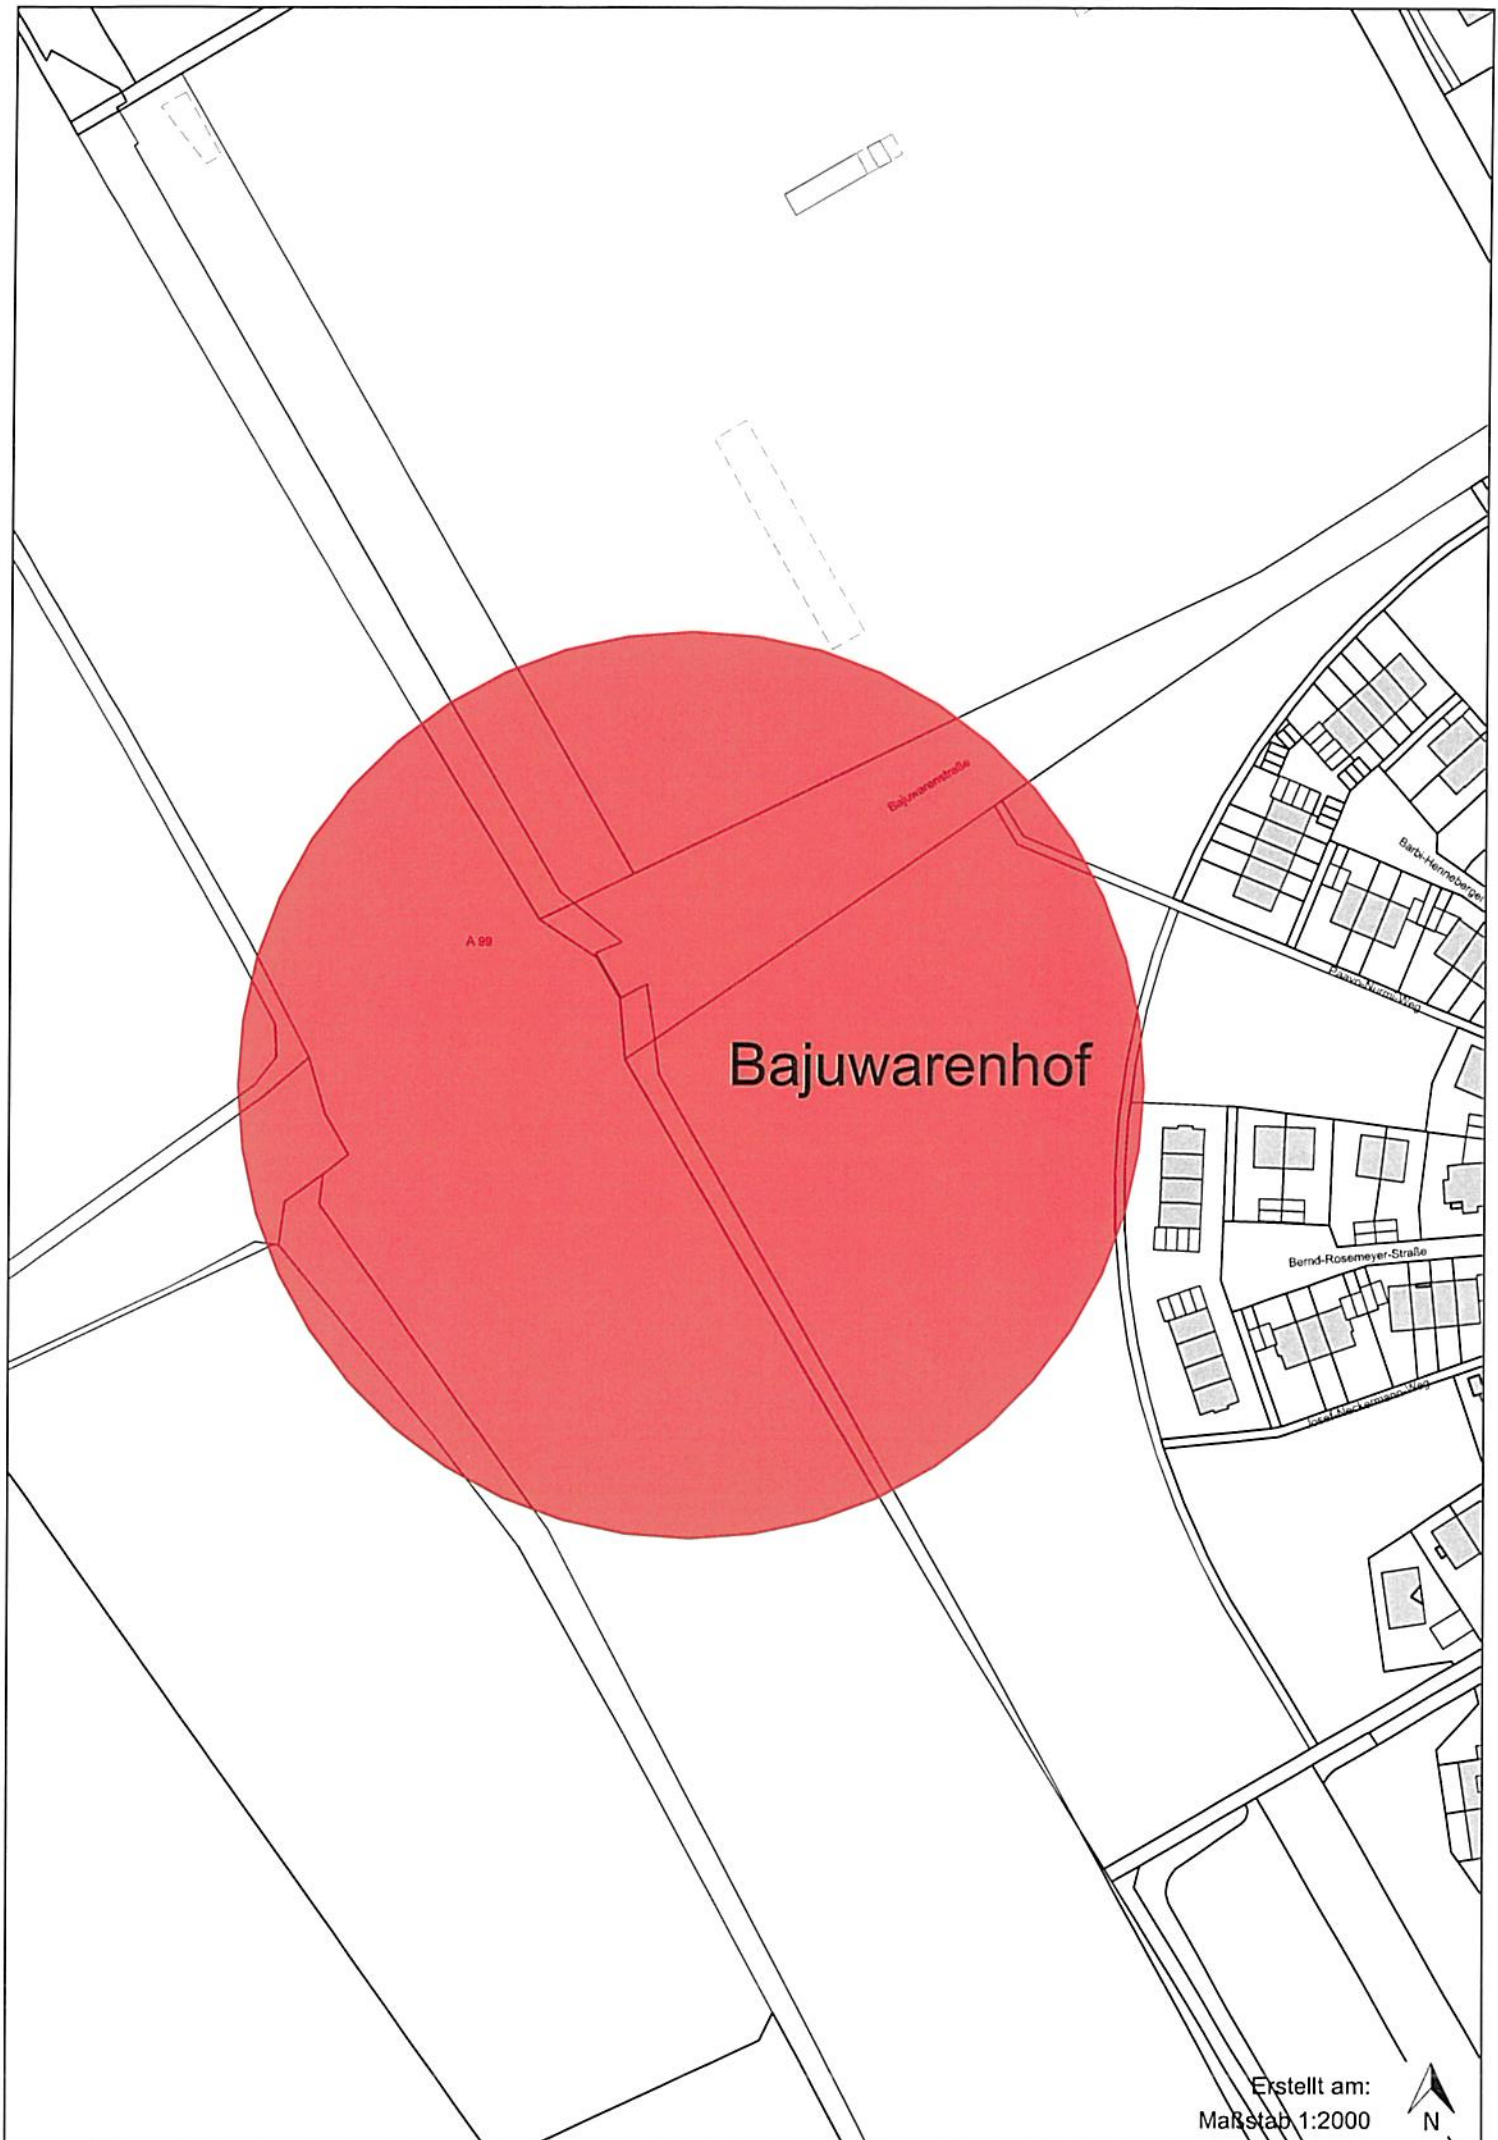 Bajuwarenstraße
Barbi-Henneberger
A 99
Paavo-Nurmi-Weg
Bajuwarenhof
Bernd-Rosemeyer-Straße
Josef-Neckermann-Weg
Erstellt am:
Maßstab 1:2000
N